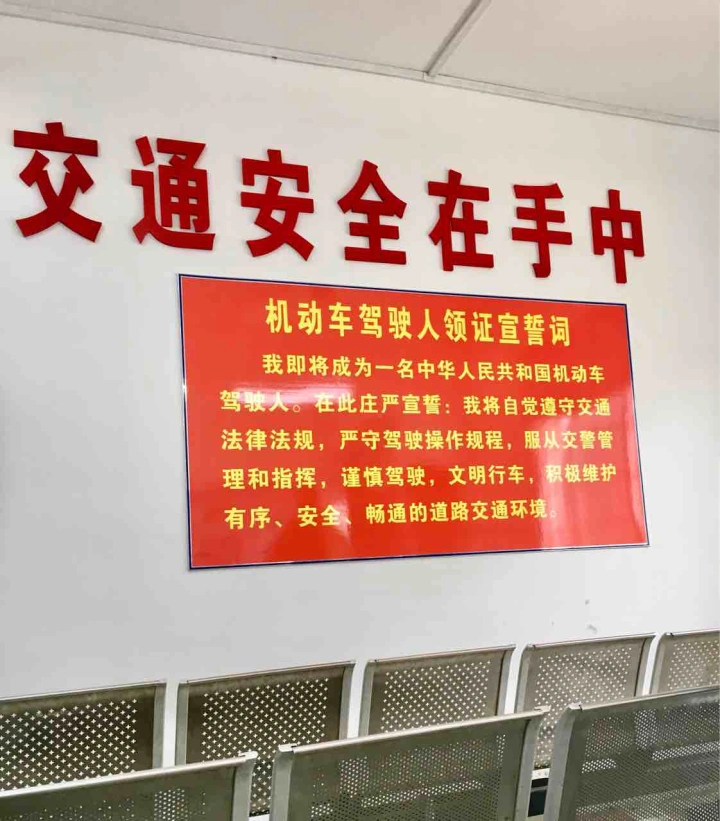 交通安全在手中
机动车驾驶人领证宣誓词
我即将成为一名中华人民共和国机动车
驾驶人。在此庄严宣誓：我将自觉遵守交通
法律法规，严守驾驶操作规程，服从交警管
理和指挥，谨慎驾驶，文明行车，积极维护
有序、安全、畅通的道路交通环境。